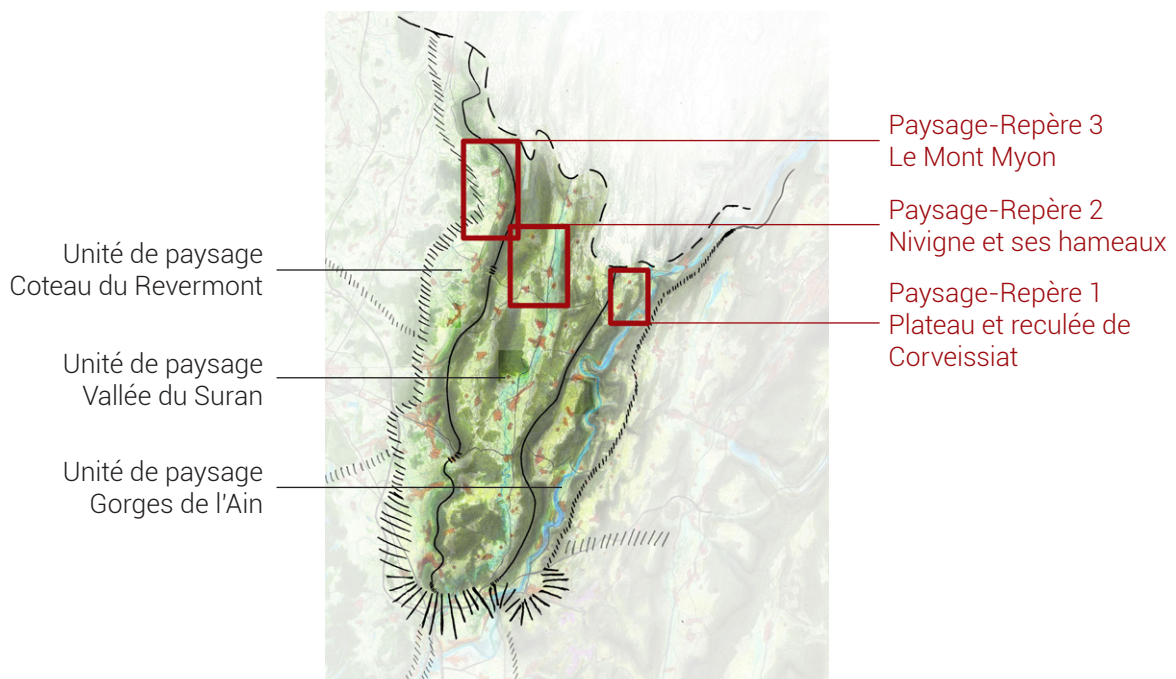 Unité de paysage
Coteau du Revermont
Unité de paysage
Vallée du Suran
Unité de paysage
Gorges de l'Ain
Paysage-Repère 3
Le Mont Myon
Paysage-Repère 2
Nivigne et ses hameaux
Paysage-Repère 1
Plateau et reculée de
Corveissiat